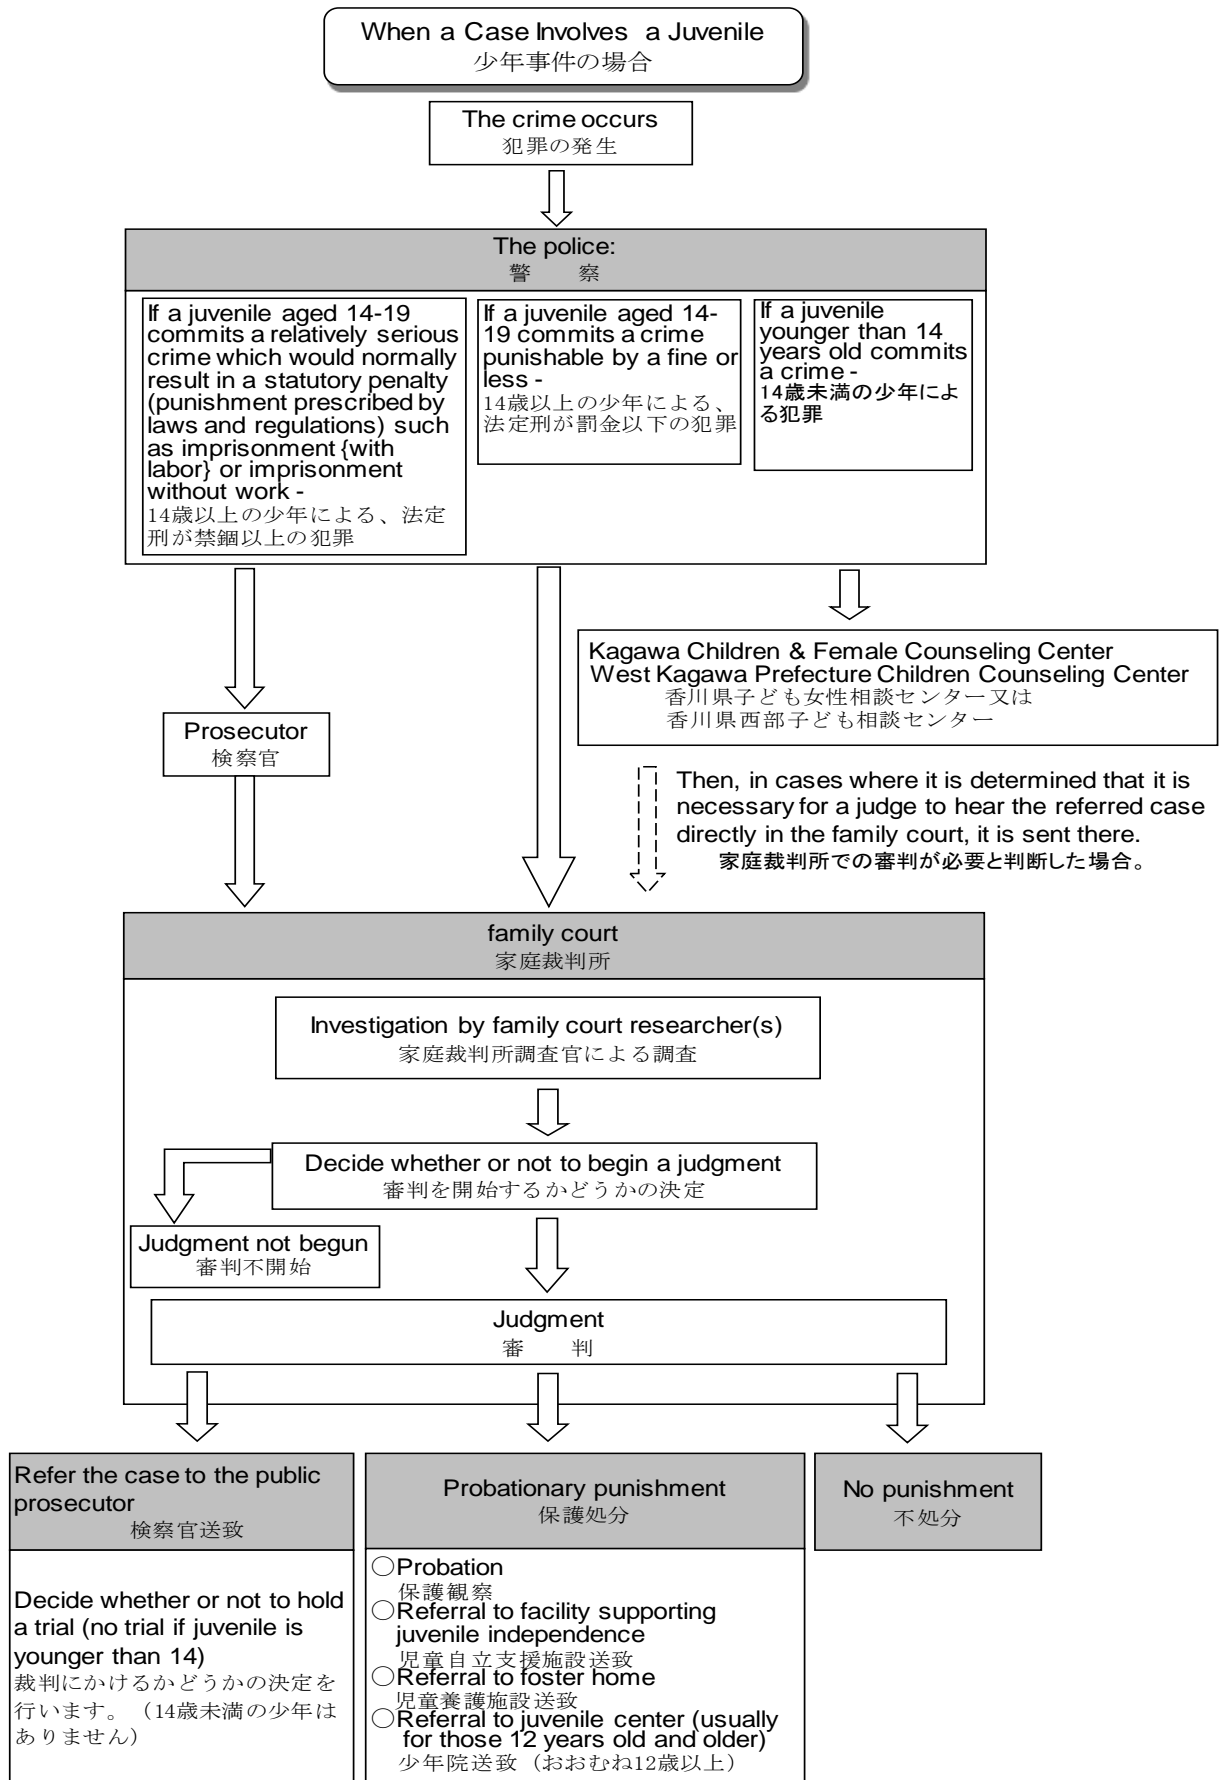 When a Case Involves a Juvenile
少年事件の場合
The crime occurs
犯罪の発生
The police:
警　　察
If a juvenile aged 14-19
commits a relatively serious
crime which would normally
result in a statutory penalty
(punishment prescribed by
laws and regulations) such
as imprisonment {with
labor} or imprisonment
without work -
14歳以上の少年による、法定
刑が禁錮以上の犯罪
If a juvenile aged 14-
19 commits a crime
punishable by a fine or
less -
14歳以上の少年による、
法定刑が罰金以下の犯罪
If a juvenile
younger than 14
years old commits
a crime -
14歳未満の少年によ
る犯罪
Kagawa Children & Female Counseling Center
West Kagawa Prefecture Children Counseling Center
香川県子ども女性相談センター又は
香川県西部子ども相談センター
Prosecutor
検察官
Then, in cases where it is determined that it is
necessary for a judge to hear the referred case
directly in the family court, it is sent there.
家庭裁判所での審判が必要と判断した場合。
family court
家庭裁判所
Investigation by family court researcher(s)
家庭裁判所調査官による調査
Decide whether or not to begin a judgment
審判を開始するかどうかの決定
Judgment not begun
審判不開始
Judgment
審　　判
Refer the case to the public
prosecutor
検察官送致
Decide whether or not to hold
a trial (no trial if juvenile is
younger than 14)
裁判にかけるかどうかの決定を
行います。（14歳未満の少年は
ありません）
Probationary punishment
保護処分
○Probation
保護観察
○Referral to facility supporting
juvenile independence
児童自立支援施設送致
○Referral to foster home
児童養護施設送致
○Referral to juvenile center (usually
for those 12 years old and older)
少年院送致（おおむね12歳以上）
No punishment
不処分